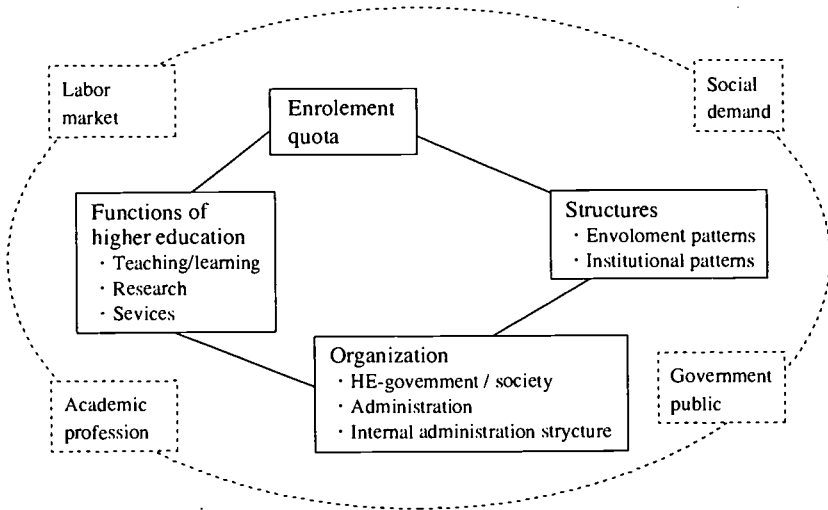 Labor
market
Social
demand
Enrolement
quota
Functions of
higher education
・Teaching/learning
・Research
・Sevices
Structures
・Envoloment patterns
・Institutional patterns
Organization
・HE-govemment / society
・Administration
・Internal administration strycture
Academic
profession
Government
public